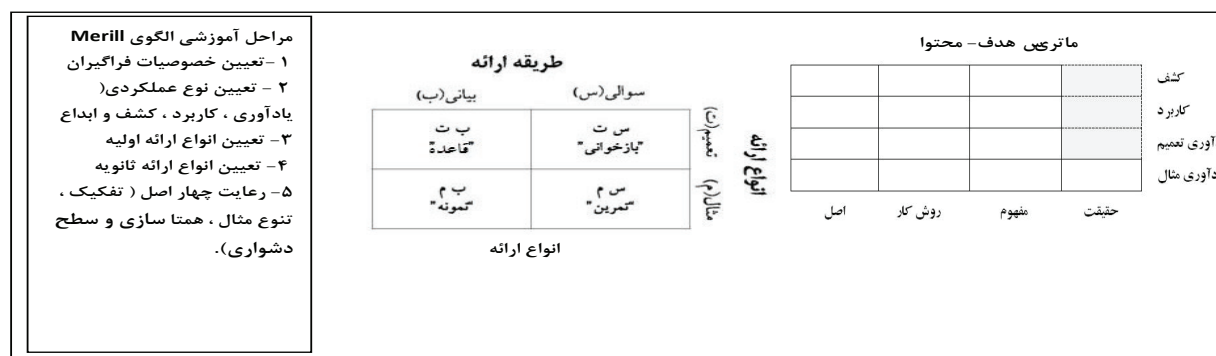 مراحل آموزشی الگوی Merill
۱ -تعیین خصوصیات فراگیران
۲ - تعیین نوع عملکردی(
یادآوری ، کاربرد ، کشف و ابداع
۳- تعیین انواع ارائه اولیه
۴- تعیین انواع ارائه ثانویه
۵- رعایت چهار اصل ( تفکیک ،
تنوع مثال ، همتا سازی و سطح
دشواری).
طریقه ارائه
سوالی(س) بیانی(ب)
انواع ارائه
تعمیم(ت)
مثال(م)
س ت
"بازخوانی"
ب ت
"قاعده"
س م
"تمرین"
ب م
"نمونه"
انواع ارائه
ماتریس هدف- محتوا
کشف
کاربرد
آوری تعمیم
دآوری مثال
حقیقت مفهوم روش کار اصل